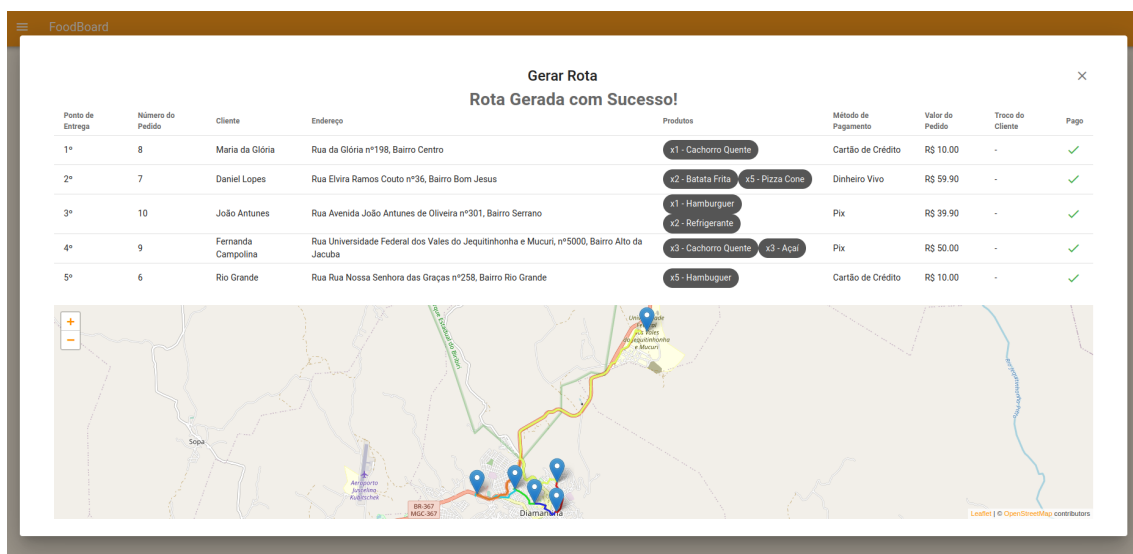 FoodBoard
Gerar Rota
Rota Gerada com Sucesso!
Ponto de Entrega Número do Pedido Cliente Endereço Produtos Método de Pagamento Valor do Pedido Troco do Cliente Pago
1º 8 Maria da Glória Rua da Glória nº198, Bairro Centro x1 - Cachorro Quente Cartão de Crédito R$ 10.00 -
2º 7 Daniel Lopes Rua Elvira Ramos Couto nº36, Bairro Bom Jesus x2 - Batata Frita x5 - Pizza Cone Dinheiro Vivo R$ 59.90 -
3º 10 João Antunes Rua Avenida João Antunes de Oliveira nº301, Bairro Serrano x1 - Hamburguer x2 - Refrigerante Pix R$ 39.90 -
4º 9 Fernanda Campolina Rua Universidade Federal dos Vales do Jequitinhonha e Mucuri, nº5000, Bairro Alto da Jacuba x3 - Cachorro Quente x3 - Açaí Pix R$ 50.00 -
5º 6 Rio Grande Rua Rua Nossa Senhora das Graças nº258, Bairro Rio Grande x5 - Hambuguer Cartão de Crédito R$ 10.00 -
+
−
Federal
do Jequitinhonha
e Mucuri
Estadual do Biribiri
Sopa
Aeroporto
Juscelino
Kubitschek
BR-367
MGC-367
Leaflet | © OpenStreetMap contributors